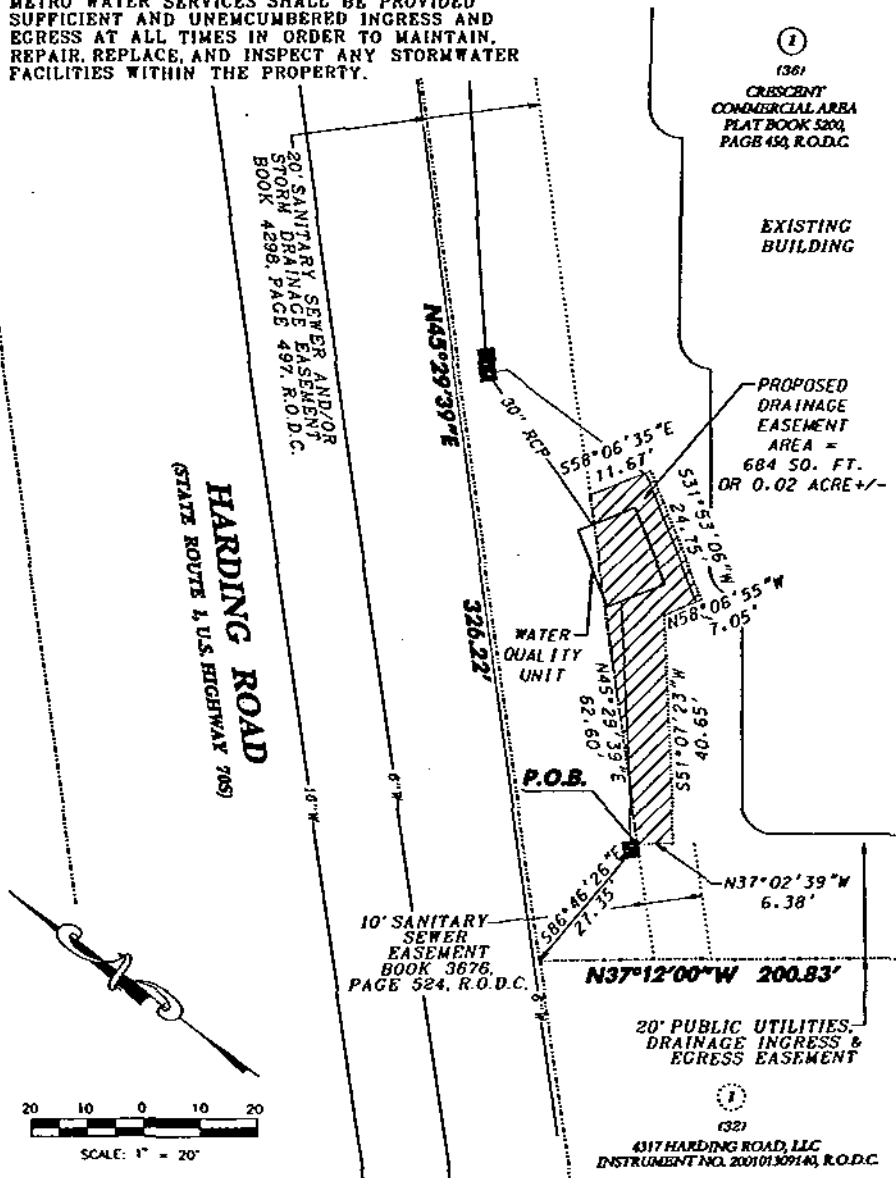 METRO WATER SERVICES SHALL BE PROVIDED
SUFFICIENT AND UNEMCUMBERED INGRESS AND
EGRESS AT ALL TIMES IN ORDER TO MAINTAIN,
REPAIR, REPLACE, AND INSPECT ANY STORMWATER
FACILITIES WITHIN THE PROPERTY.
1
(36)
CRESCENT
COMMERCIAL AREA
PLAT BOOK 5200,
PAGE 450, R.O.D.C.
EXISTING
BUILDING
20' SANITARY SEWER AND/OR
STORM DRAINAGE EASEMENT
BOOK 4298, PAGE 497, R.O.D.C.
N45°29'39"E
326.22'
30" RCP
S58°06'35"E
11.67'
PROPOSED
DRAINAGE
EASEMENT
AREA =
684 SQ. FT.
OR 0.02 ACRE+/-
S31°53'06"W
24.75'
N58°06'55"W
7.05'
HARDING ROAD
(STATE ROUTE 1, U.S. HIGHWAY 70S)
WATER
QUALITY
UNIT
N45°29'39"E
62.60'
S51°07'23"W
40.65'
P.O.B.
10"W
6"W
S86°46'26"E
27.35'
N37°02'39"W
6.38'
10' SANITARY
SEWER
EASEMENT
BOOK 3676,
PAGE 524, R.O.D.C.
N37°12'00"W 200.83'
20' PUBLIC UTILITIES,
DRAINAGE INGRESS &
EGRESS EASEMENT
20 10 0 10 20
SCALE: 1" = 20'
1
(32)
4317 HARDING ROAD, LLC
INSTRUMENT NO. 200101309140, R.O.D.C.